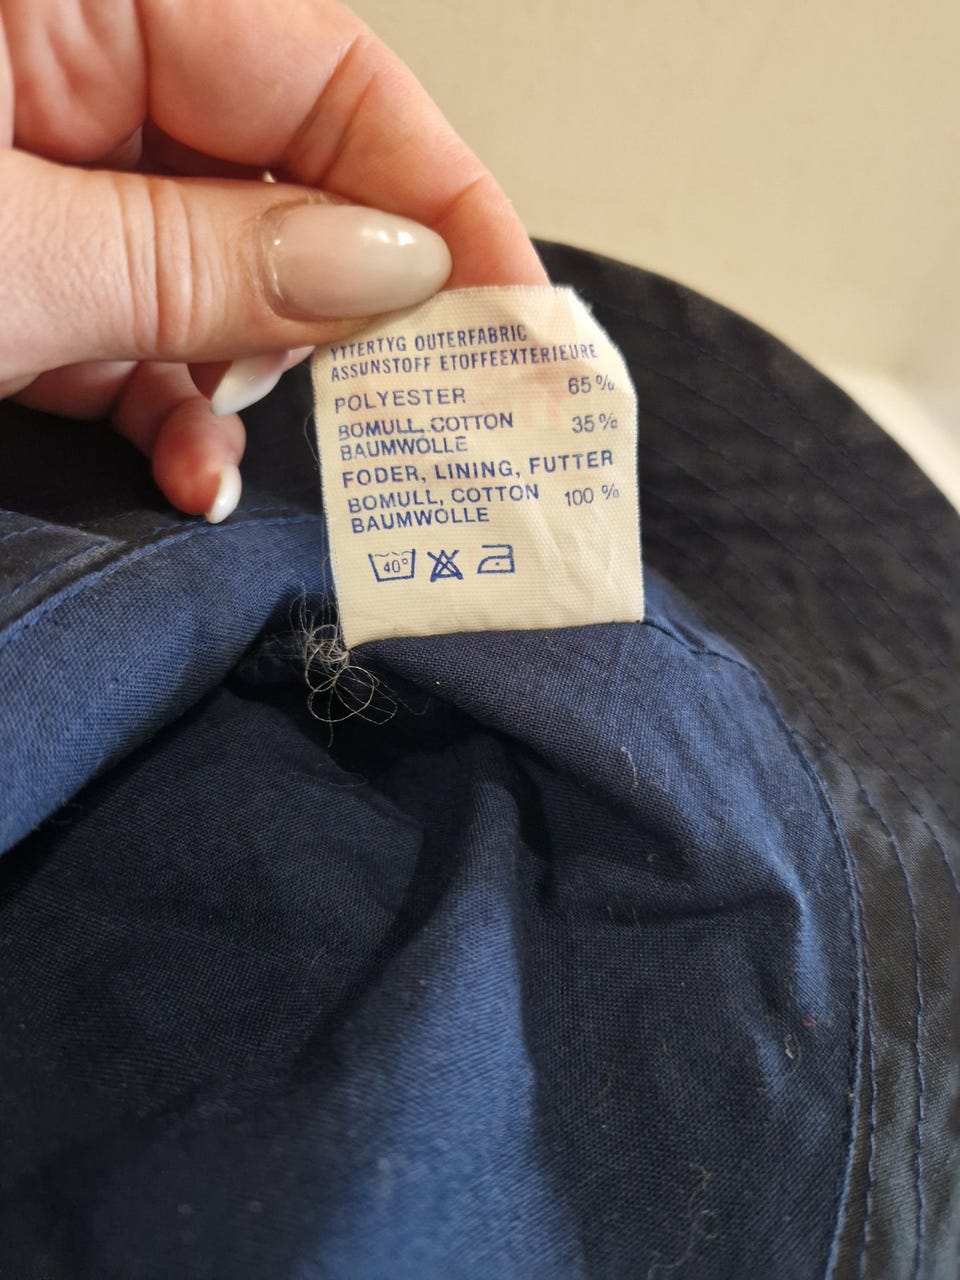 YTTERTYG OUTERFABRIC
ASSUNSTOFF ETOFFEEXTERIEURE
POLYESTER 65%
BOMULL, COTTON 35%
BAUMWOLLE
FODER, LINING, FUTTER
BOMULL, COTTON 100 %
BAUMWOLLE
40°